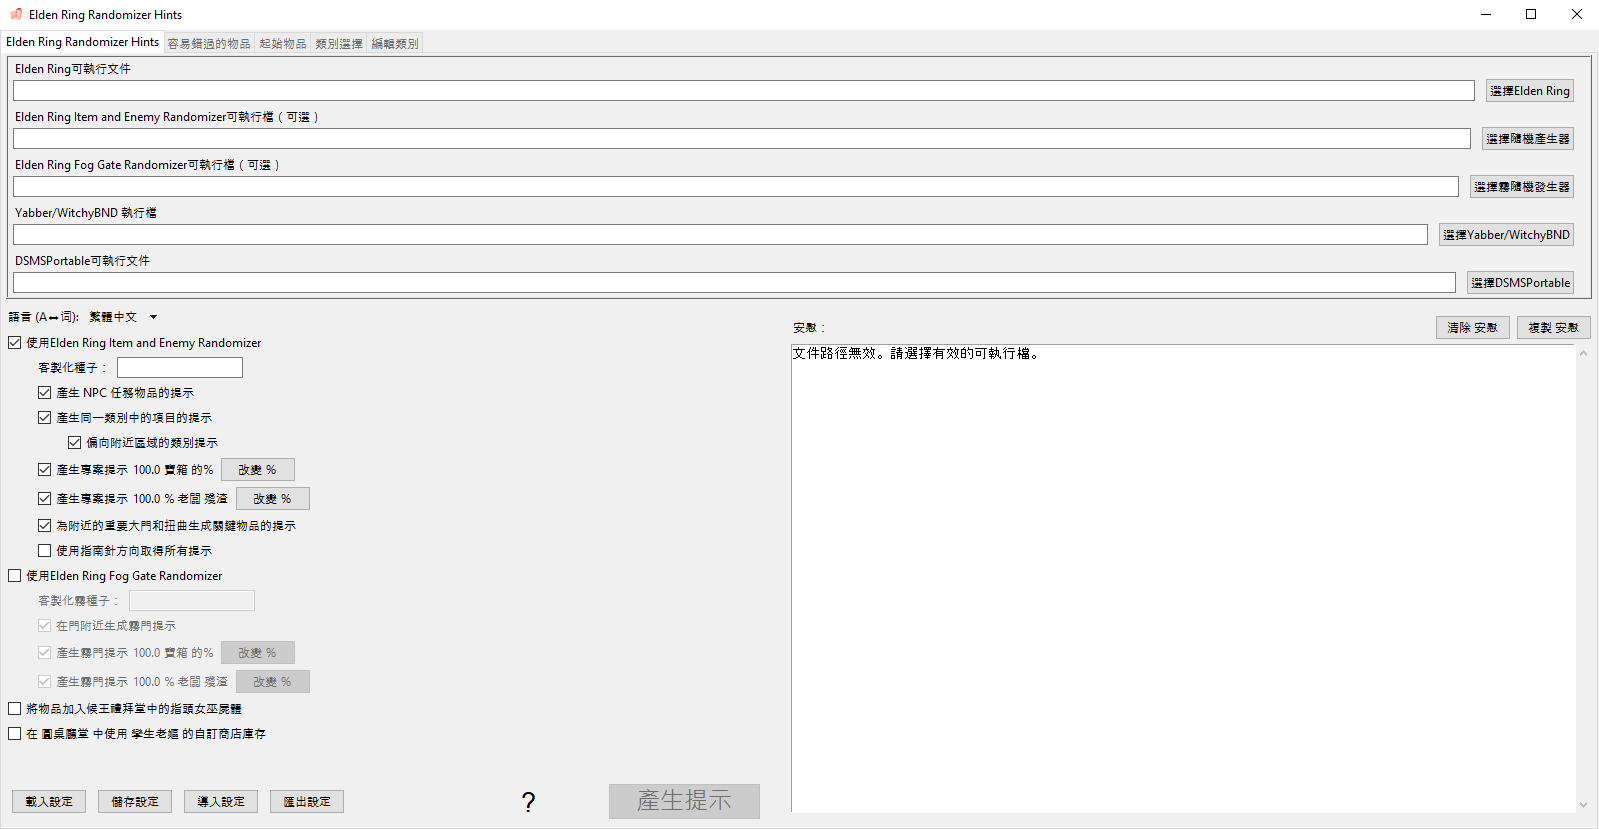 Elden Ring Randomizer Hints
Elden Ring Randomizer Hints 容易錯過的物品 起始物品 類別選擇 編輯類別
Elden Ring可執行文件
選擇Elden Ring
Elden Ring Item and Enemy Randomizer可執行檔（可選）
選擇隨機產生器
Elden Ring Fog Gate Randomizer可執行檔（可選）
選擇霧隨機發生器
Yabber/WitchyBND 執行檔
選擇Yabber/WitchyBND
DSMSPortable可執行文件
選擇DSMSPortable
語言 (A↔词): 繁體中文
使用Elden Ring Item and Enemy Randomizer
客製化種子：
產生 NPC 任務物品的提示
產生同一類別中的項目的提示
偏向附近區域的類別提示
產生專案提示 100.0 寶箱 的% 改變 %
產生專案提示 100.0 % 老闆 殘渣 改變 %
為附近的重要大門和扭曲生成關鍵物品的提示
使用指南針方向取得所有提示
使用Elden Ring Fog Gate Randomizer
客製化霧種子：
在門附近生成霧門提示
產生霧門提示 100.0 寶箱 的% 改變 %
產生霧門提示 100.0 % 老闆 殘渣 改變 %
將物品加入候王禮拜堂中的指頭女巫屍體
在 圓桌廳堂 中使用 孿生老嫗 的自訂商店庫存
載入設定 儲存設定 導入設定 匯出設定 ? 產生提示
安慰： 清除 安慰 複製 安慰
文件路徑無效。請選擇有效的可執行檔。